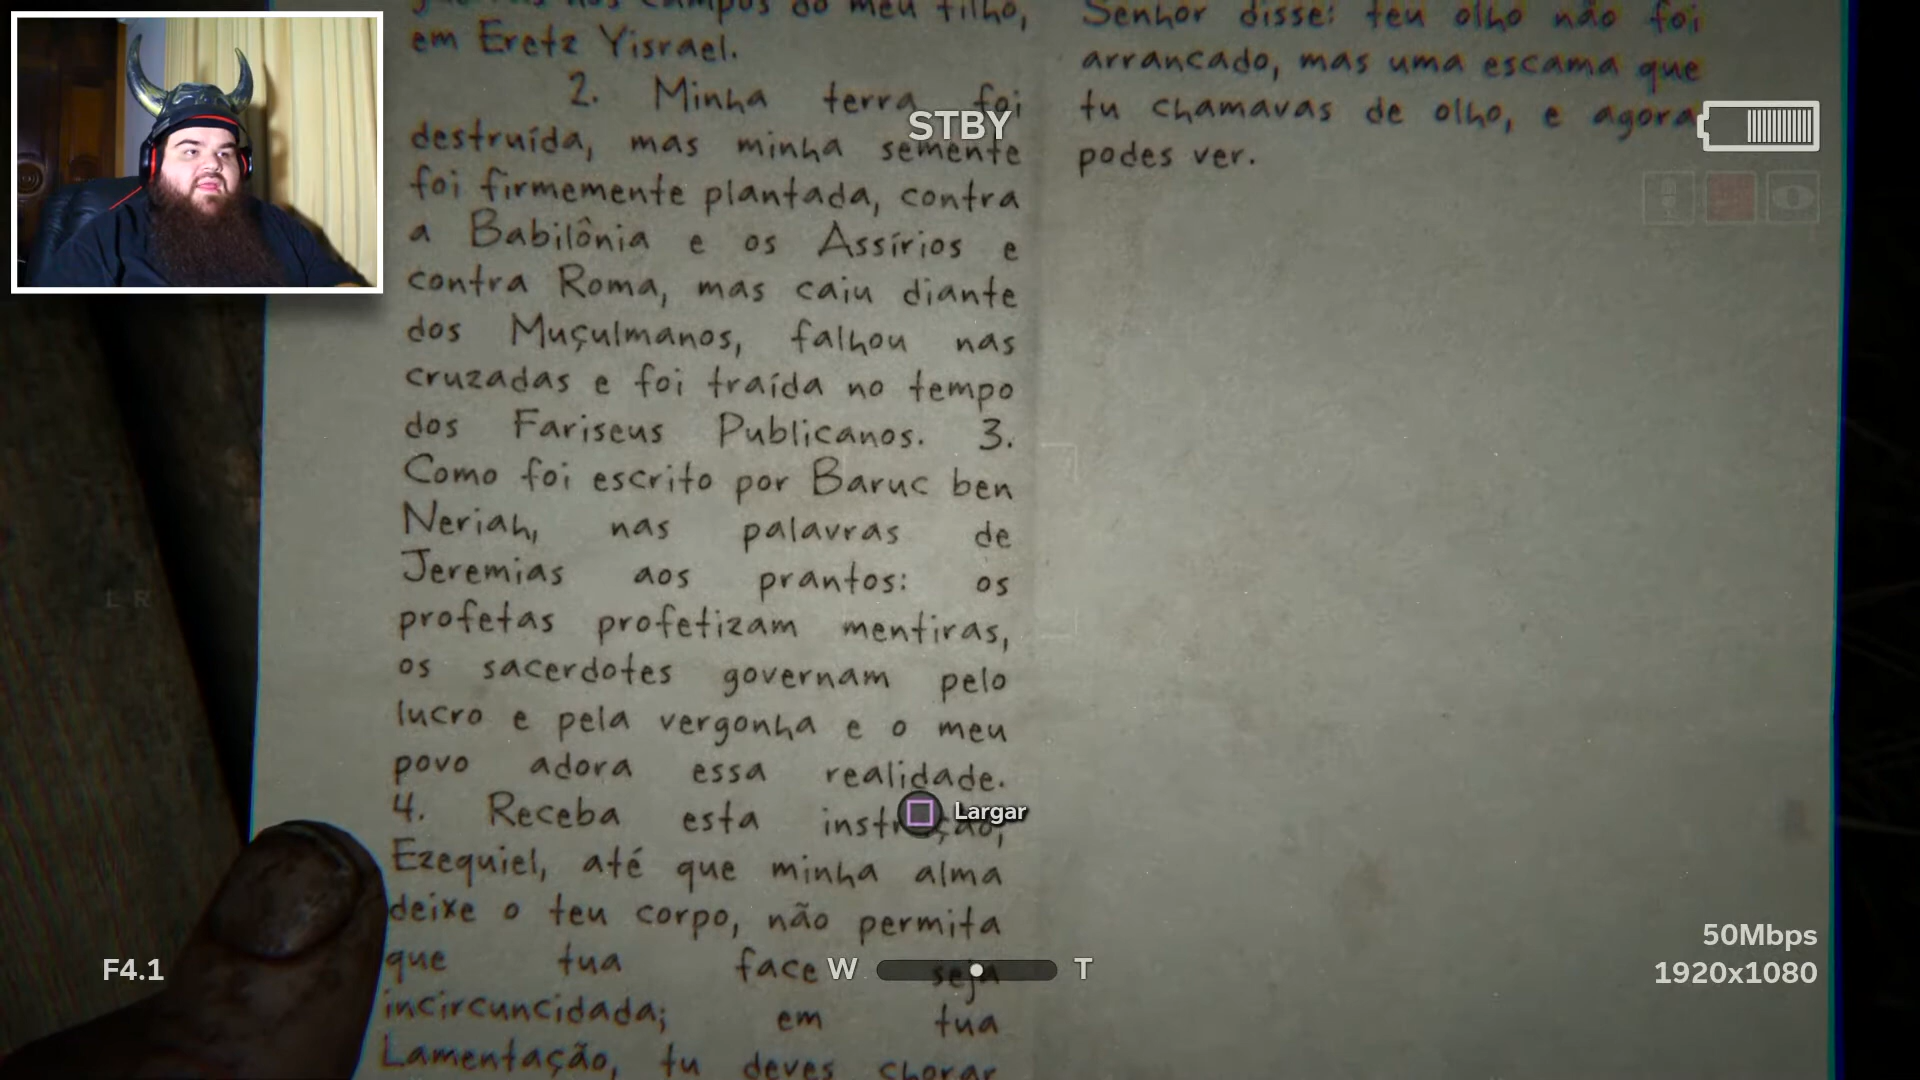 em Eretz Yisrael.
2. Minha terra foi
destruída, mas minha semente
foi firmemente plantada, contra
a Babilônia e os Assírios e
contra Roma, mas caiu diante
dos Muçulmanos, falhou nas
cruzadas e foi traída no tempo
dos Fariseus Publicanos. 3.
Como foi escrito por Baruc ben
Neriah, nas palavras de
Jeremias aos prantos: os
profetas profetizam mentiras,
os sacerdotes governam pelo
lucro e pela vergonha e o meu
povo adora essa realidade.
4. Receba esta
Ezequiel, até que minha alma
deixe o teu corpo, não permita
que tua face seja
incircuncidada; em tua
Lamentação, tu deves chorar
Senhor disse: teu olho não foi
arrancado, mas uma escama que
tu chamavas de olho, e agora
podes ver.
STBY
L R
Largar
F4.1
W T
50Mbps
1920x1080